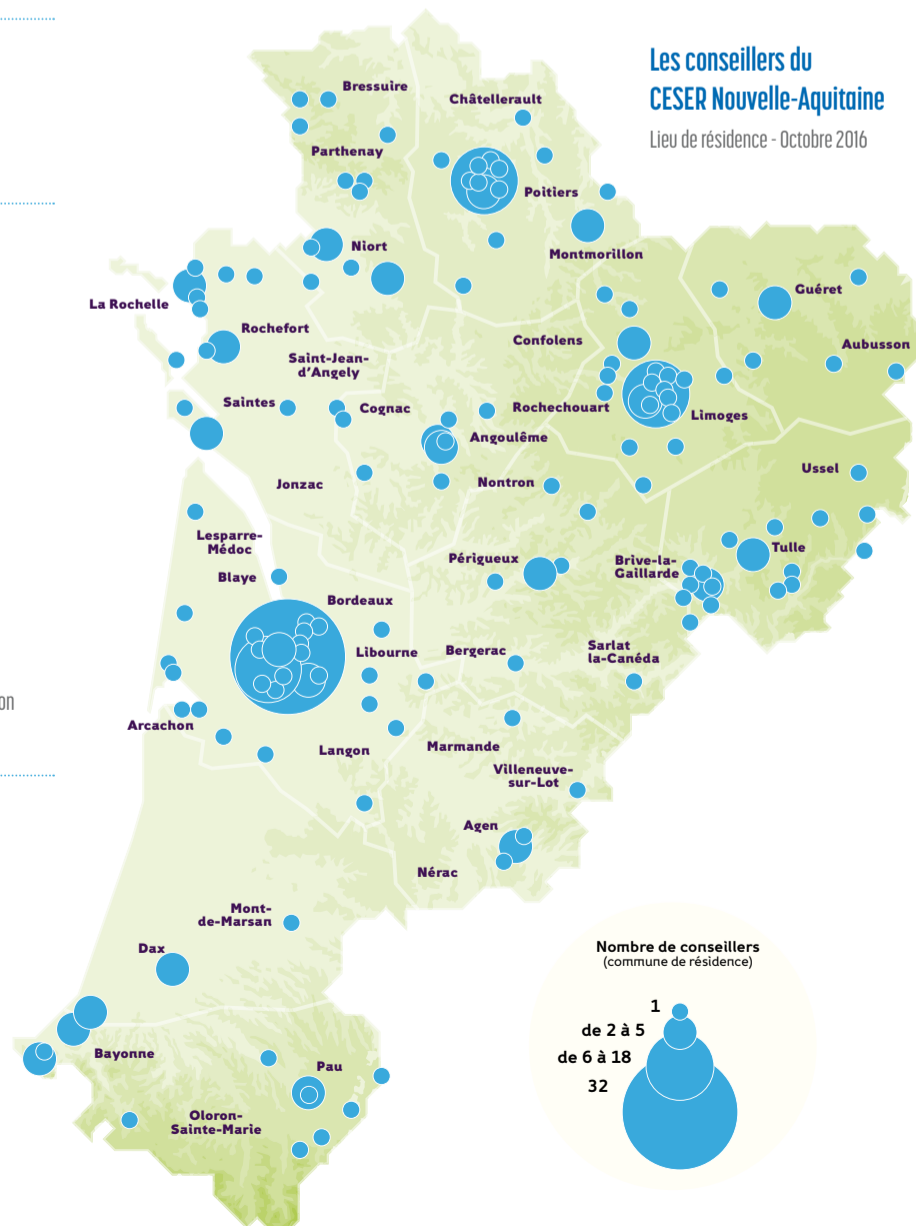 Les conseillers du
CESER Nouvelle-Aquitaine
Lieu de résidence - Octobre 2016
Bressuire
Châtellerault
Parthenay
Poitiers
Niort
Montmorillon
La Rochelle
Guéret
Rochefort
Confolens
Aubusson
Saint-Jean-
d'Angely
Saintes
Cognac
Rochechouart
Limoges
Angoulême
Ussel
Jonzac
Nontron
Lesparre-
Médoc
Périgueux
Brive-la-
Gaillarde
Tulle
Blaye
Bordeaux
Libourne
Bergerac
Sarlat
la-Canéda
on
Arcachon
Langon
Marmande
Villeneuve-
sur-Lot
Agen
Nérac
Mont-
de-Marsan
Dax
Bayonne
Pau
Oloron-
Sainte-Marie
Nombre de conseillers
(commune de résidence)
1
de 2 à 5
de 6 à 18
32